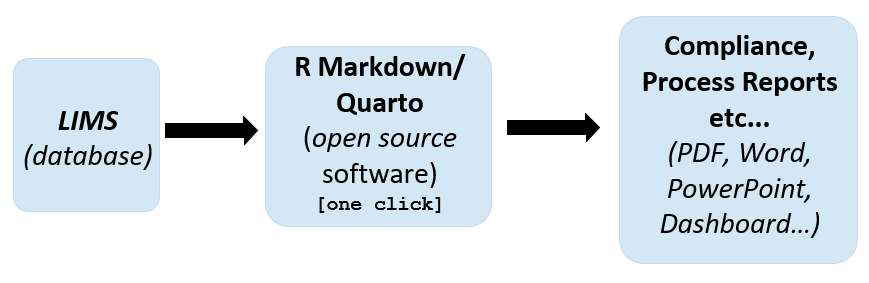 LIMS
(database)
R Markdown/
Quarto
(open source
software)
[one click]
Compliance,
Process Reports
etc...
(PDF, Word,
PowerPoint,
Dashboard...)